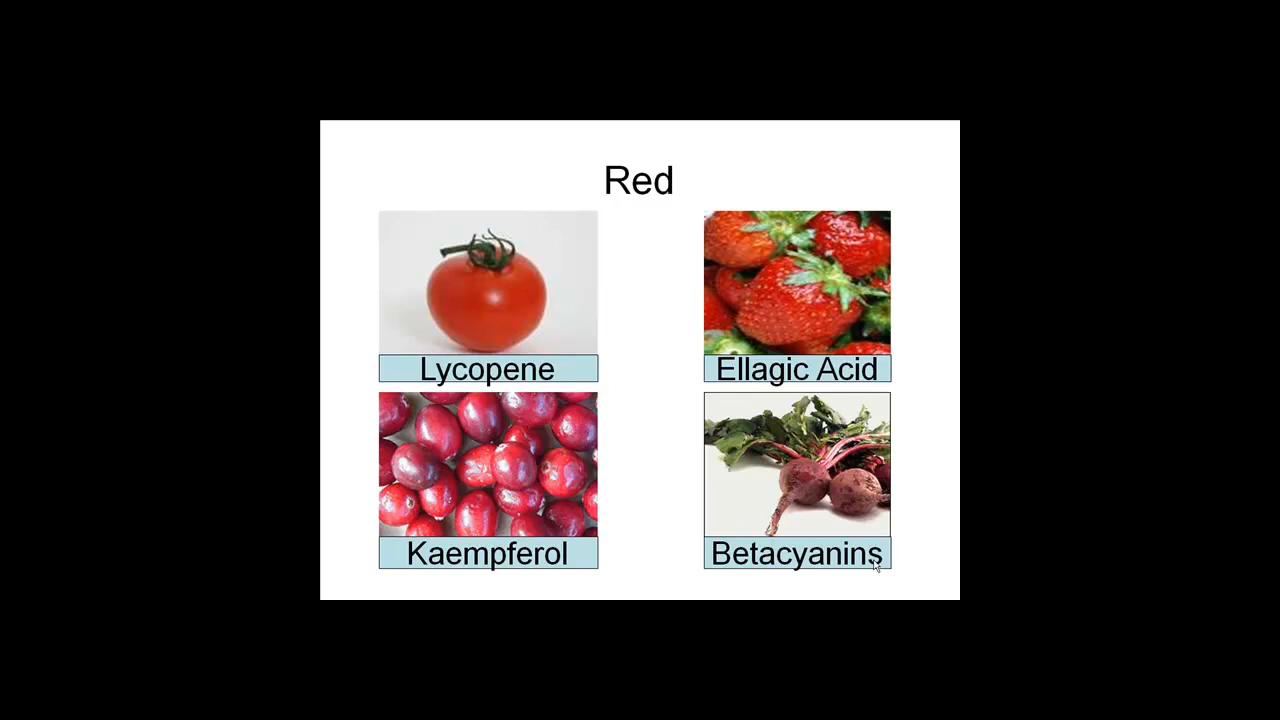 Red
Lycopene
Ellagic Acid
Kaempferol
Betacyanins